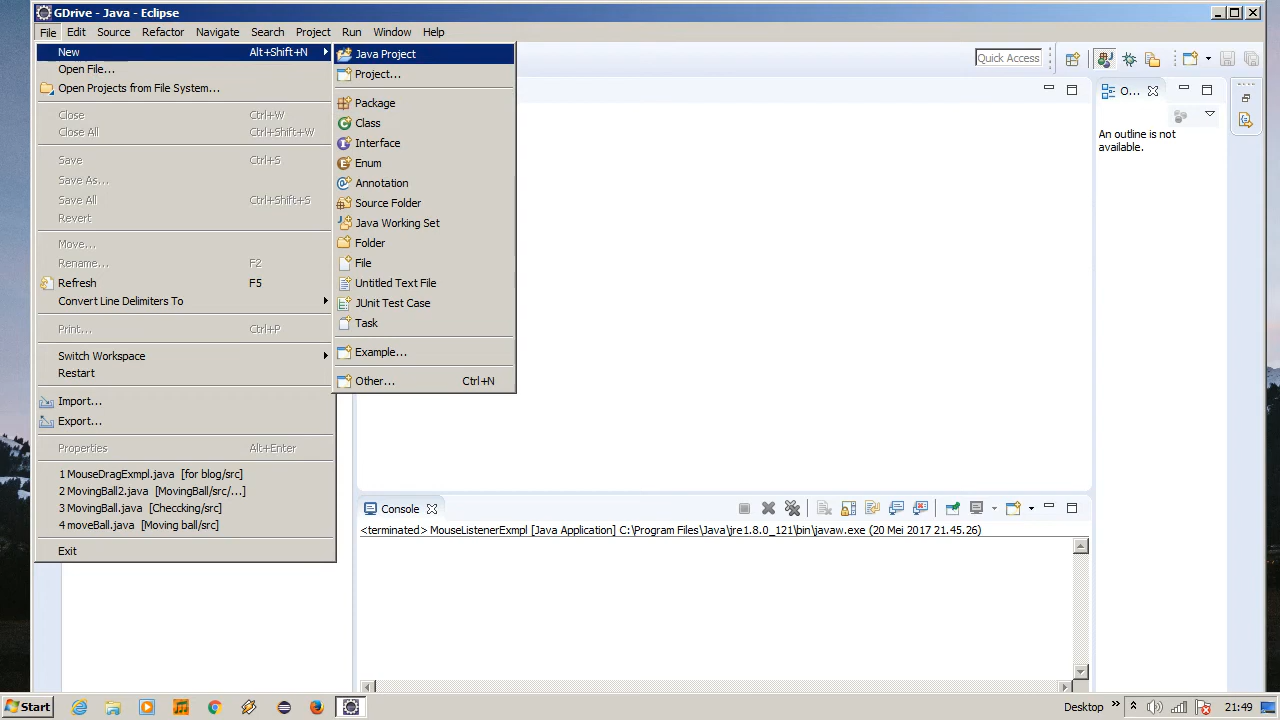 GDrive - Java - Eclipse
File Edit Source Refactor Navigate Search Project Run Window Help
New Alt+Shift+N
Open File...
Open Projects from File System...
Close Ctrl+W
Close All Ctrl+Shift+W
Save Ctrl+S
Save As...
Save All Ctrl+Shift+S
Revert
Move...
Rename... F2
Refresh F5
Convert Line Delimiters To
Print... Ctrl+P
Switch Workspace
Restart
Import...
Export...
Properties Alt+Enter
1 MouseDragExmpl.java [for blog/src]
2 MovingBall2.java [MovingBall/src/...]
3 MovingBall.java [Checcking/src]
4 moveBall.java [Moving ball/src]
Exit
Java Project
Project...
Package
Class
Interface
Enum
Annotation
Source Folder
Java Working Set
Folder
File
Untitled Text File
JUnit Test Case
Task
Example...
Other... Ctrl+N
Quick Access
O...
An outline is not
available.
Console
<terminated> MouseListenerExmpl [Java Application] C:\Program Files\Java\jre1.8.0_121\bin\javaw.exe (20 Mei 2017 21.45.26)
Start
Desktop
21:49